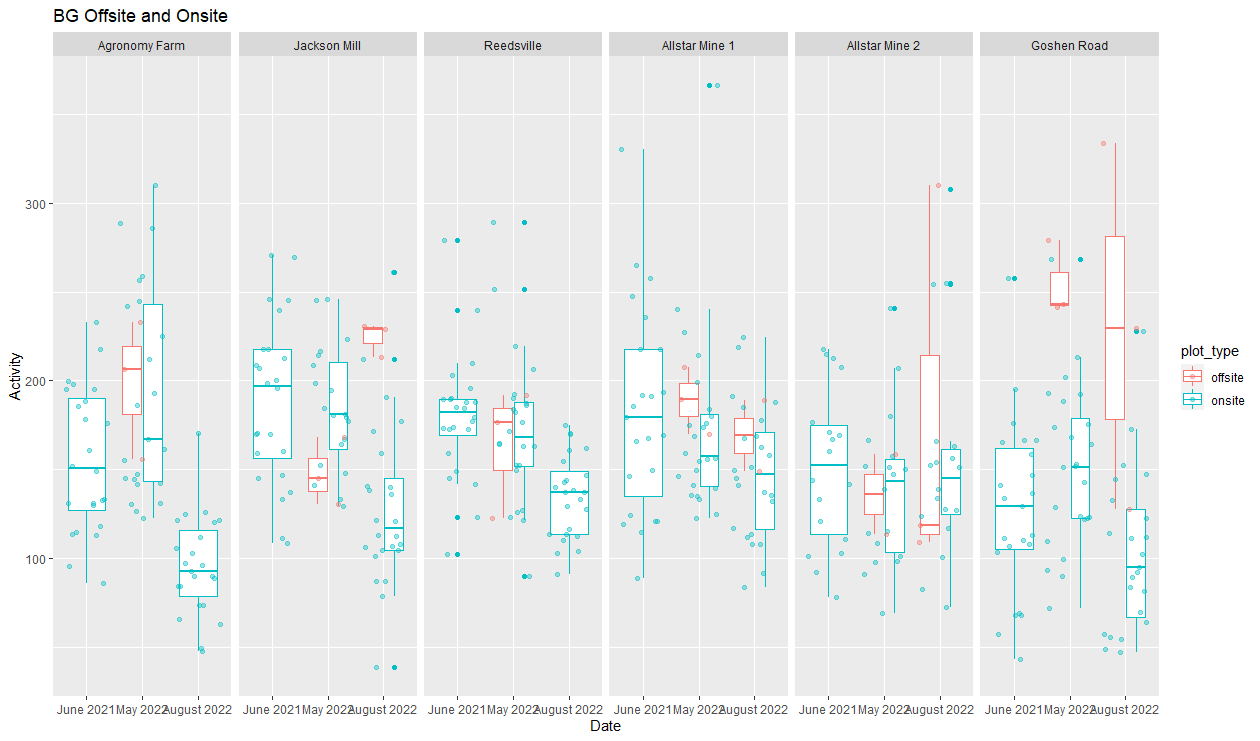 BG Offsite and Onsite
Agronomy Farm Jackson Mill Reedsville Allstar Mine 1 Allstar Mine 2 Goshen Road
300
200
100
Activity
plot_type
offsite
onsite
June 2021 May 2022 August 2022 June 2021 May 2022 August 2022 June 2021 May 2022 August 2022 June 2021 May 2022 August 2022 June 2021 May 2022 August 2022 June 2021 May 2022 August 2022
Date